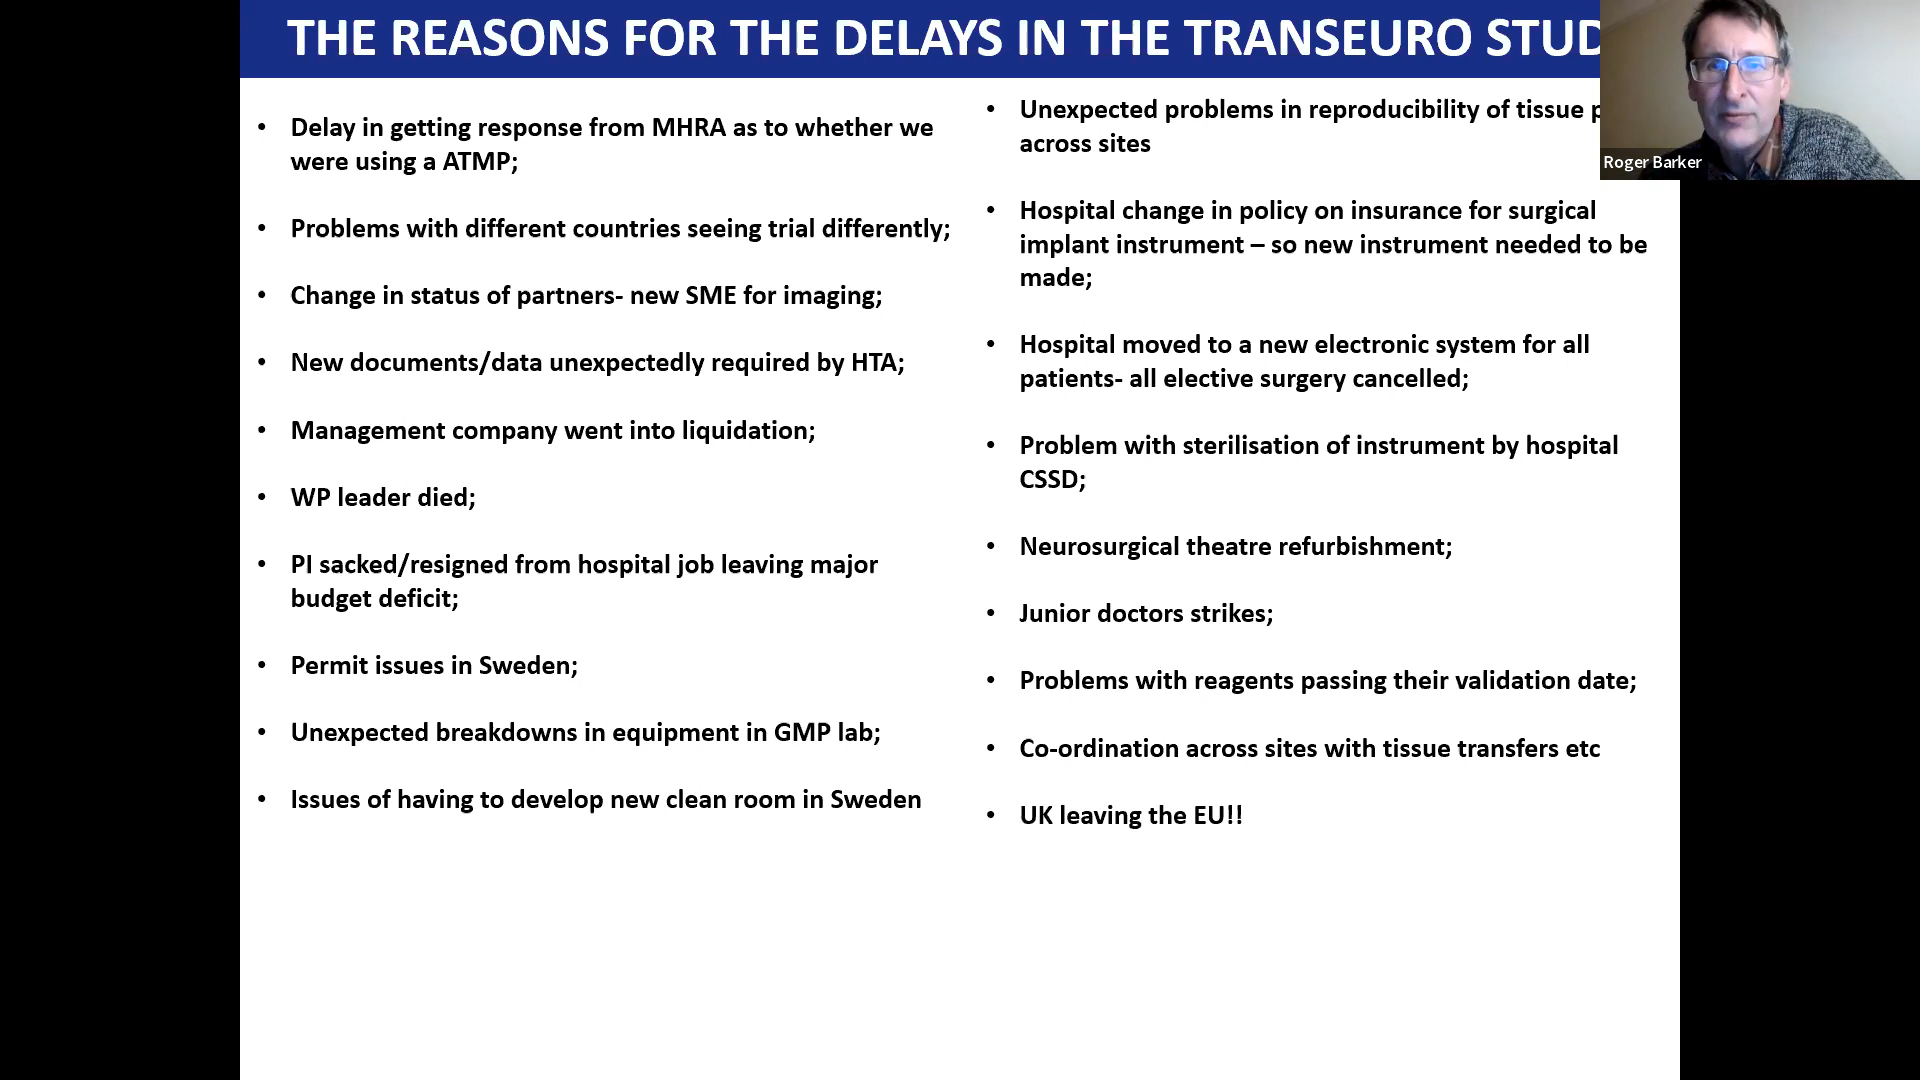 THE REASONS FOR THE DELAYS IN THE TRANSEURO
• Delay in getting response from MHRA as to whether we
were using a ATMP;
• Problems with different countries seeing trial differently;
• Change in status of partners- new SME for imaging;
• New documents/data unexpectedly required by HTA;
• Management company went into liquidation;
• WP leader died;
• PI sacked/resigned from hospital job leaving major
budget deficit;
• Permit issues in Sweden;
• Unexpected breakdowns in equipment in GMP lab;
• Issues of having to develop new clean room in Sweden
• Unexpected problems in reproducibility of tissue
across sites
• Hospital change in policy on insurance for surgical
implant instrument – so new instrument needed to be
made;
• Hospital moved to a new electronic system for all
patients- all elective surgery cancelled;
• Problem with sterilisation of instrument by hospital
CSSD;
• Neurosurgical theatre refurbishment;
• Junior doctors strikes;
• Problems with reagents passing their validation date;
• Co-ordination across sites with tissue transfers etc
• UK leaving the EU!!
Roger Barker